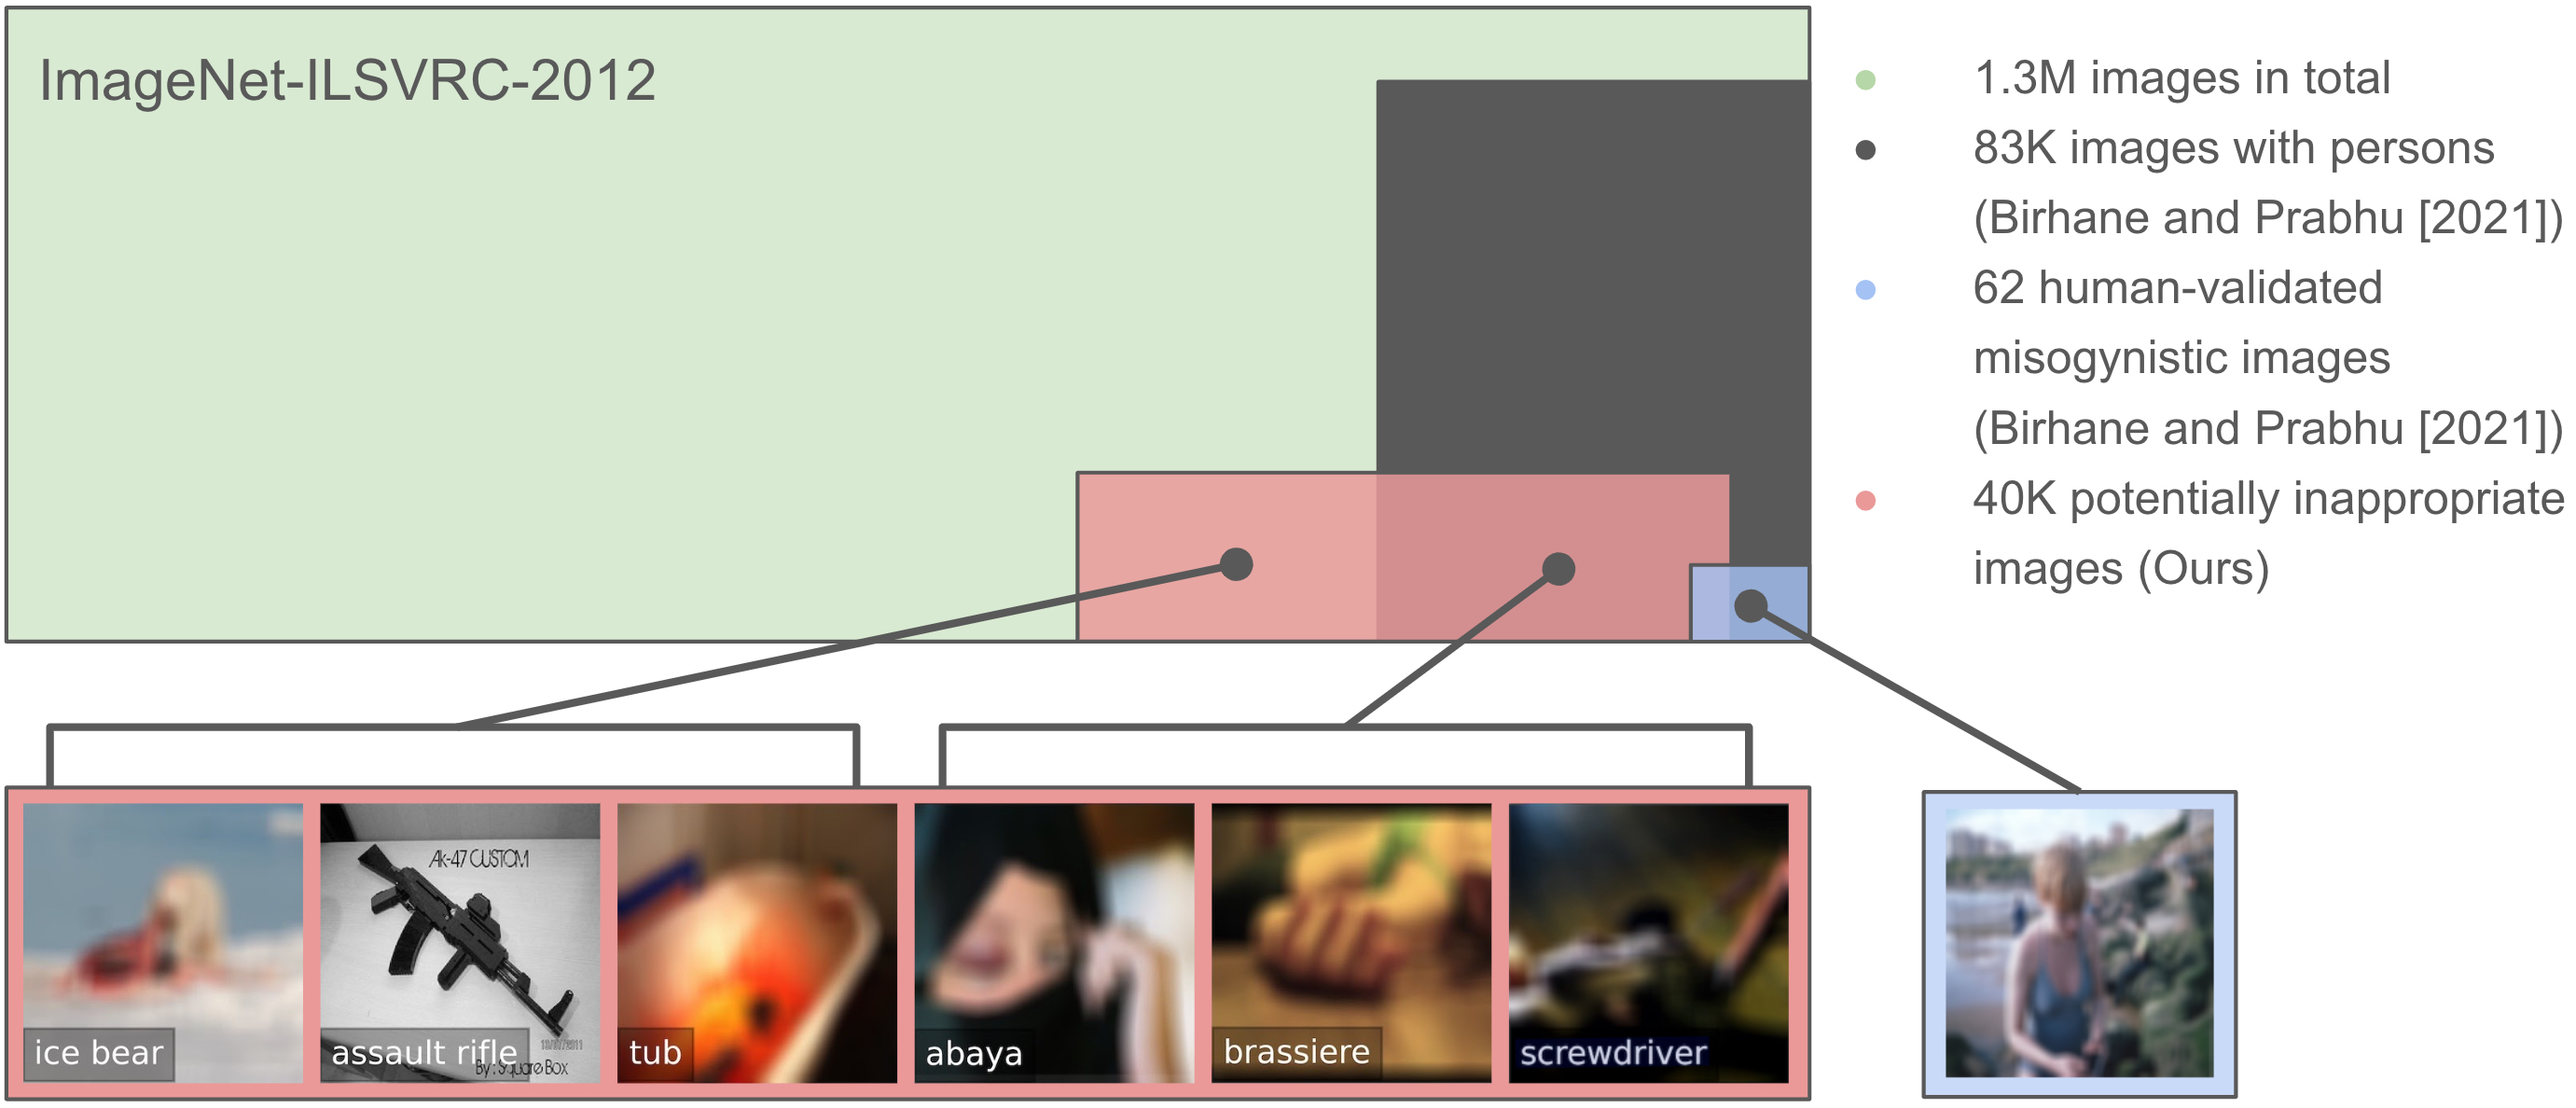 ImageNet-ILSVRC-2012
1.3M images in total
83K images with persons
(Birhane and Prabhu [2021])
62 human-validated
misogynistic images
(Birhane and Prabhu [2021])
40K potentially inappropriate
images (Ours)
AK-47 CUSTOM
ice bear
assault rifle
By : Square Box
tub
abaya
brassiere
screwdriver